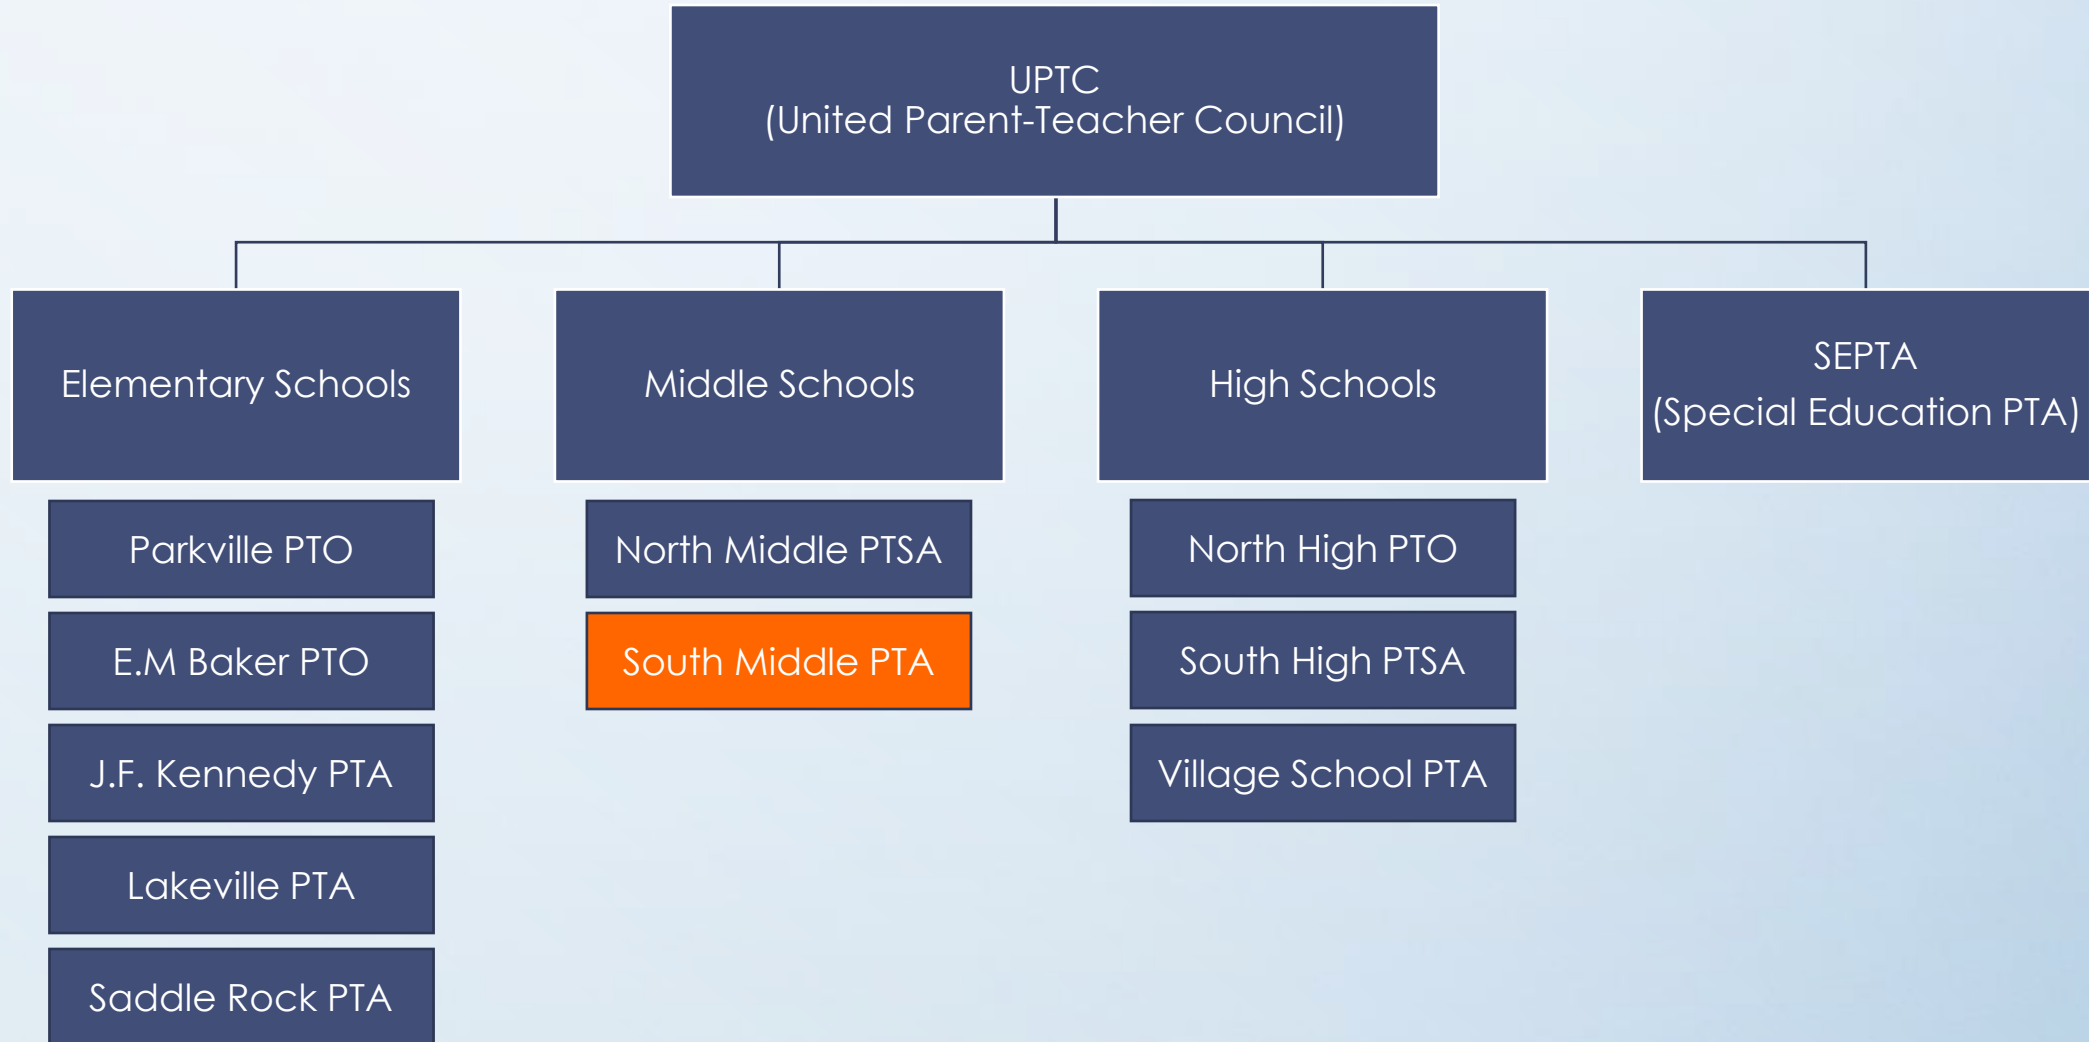 UPTC
(United Parent-Teacher Council)
Elementary Schools
Middle Schools
High Schools
SEPTA
(Special Education PTA)
Parkville PTO
E.M Baker PTO
J.F. Kennedy PTA
Lakeville PTA
Saddle Rock PTA
North Middle PTSA
South Middle PTA
North High PTO
South High PTSA
Village School PTA